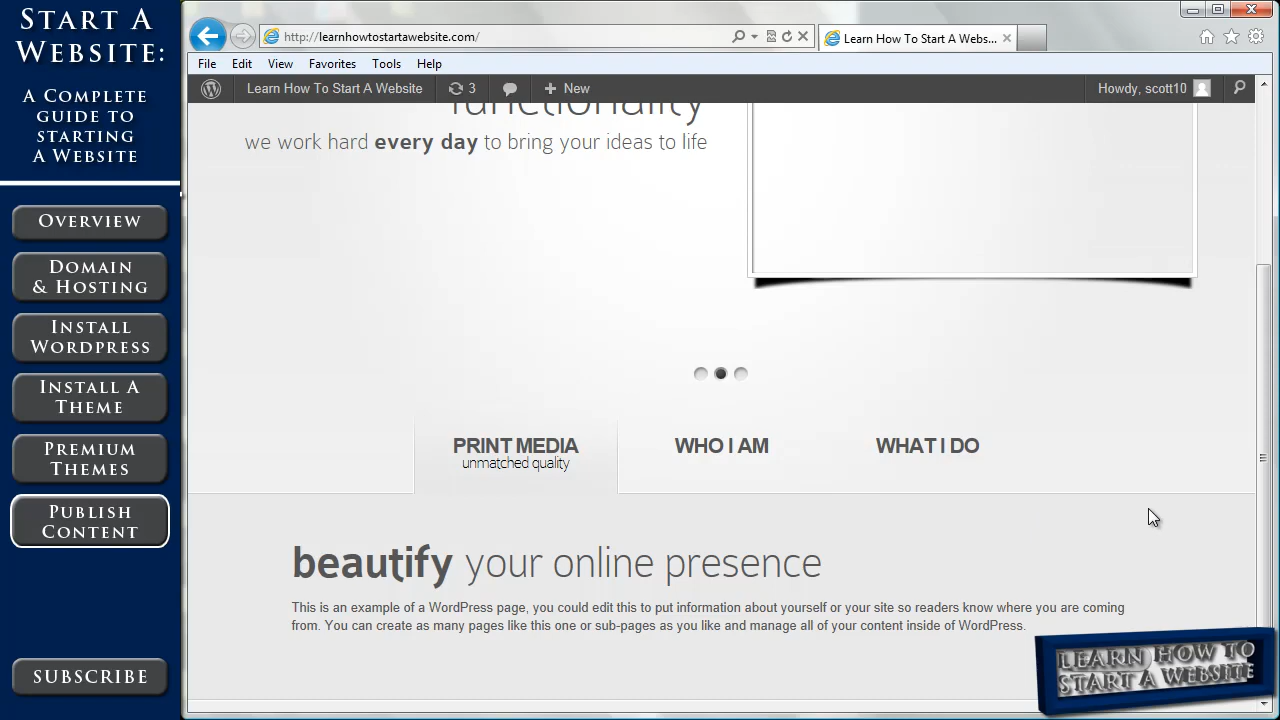 START A
WEBSITE:
A COMPLETE
GUIDE TO
STARTING
A WEBSITE
OVERVIEW
DOMAIN
& HOSTING
INSTALL
WORDPRESS
INSTALL A
THEME
PREMIUM
THEMES
PUBLISH
CONTENT
SUBSCRIBE
http://learnhowtostartawebsite.com/
Learn How To Start A Webs...
File Edit View Favorites Tools Help
Learn How To Start A Website 3 New Howdy, scott10
functionality
we work hard every day to bring your ideas to life
PRINT MEDIA WHO I AM WHAT I DO
unmatched quality
beautify your online presence
This is an example of a WordPress page, you could edit this to put information about yourself or your site so readers know where you are coming
from. You can create as many pages like this one or sub-pages as you like and manage all of your content inside of WordPress.
LEARN HOW TO
START A WEBSITE